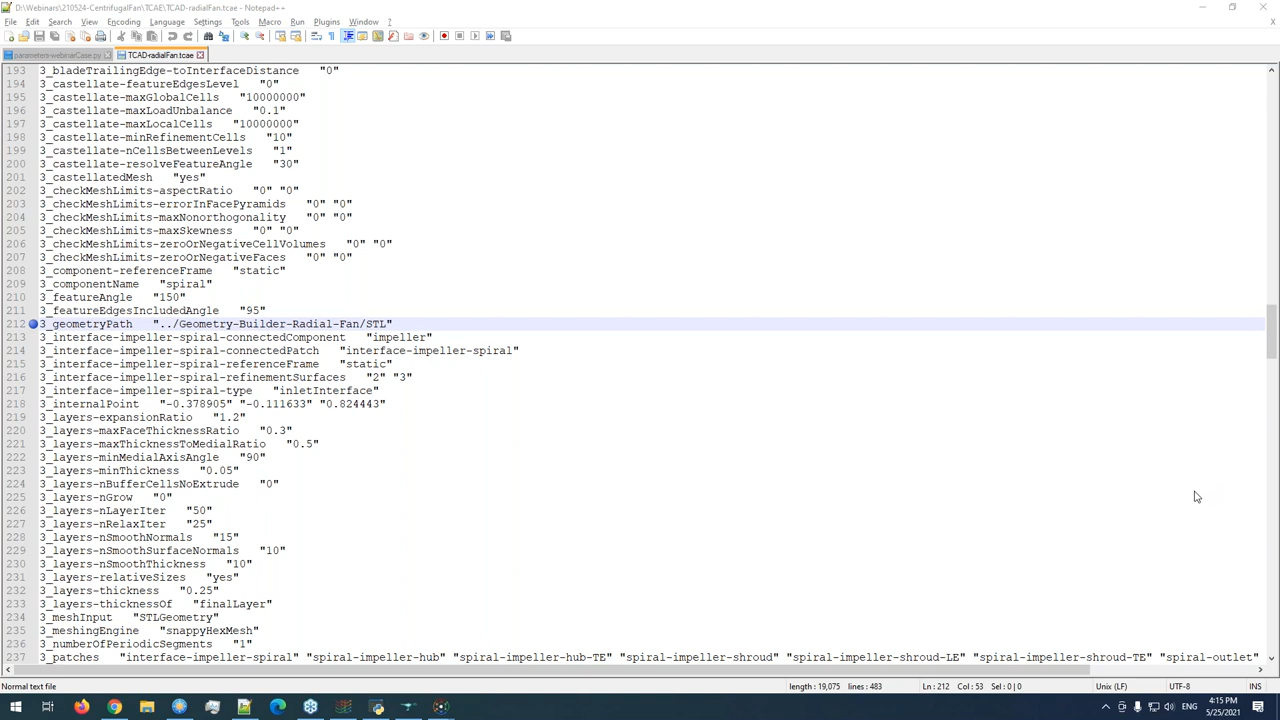 D:\Webinars\210524-CentrifugalFan\TCAE\TCAD-radialFan.tcae - Notepad++
File Edit Search View Encoding Language Settings Tools Macro Run Plugins Window ?
parameters-webinarCase.py TCAD-radialFan.tcae
193 3_bladeTrailingEdge-toInterfaceDistance "0"
194 3_castellate-featureEdgesLevel "0"
195 3_castellate-maxGlobalCells "10000000"
196 3_castellate-maxLoadUnbalance "0.1"
197 3_castellate-maxLocalCells "10000000"
198 3_castellate-minRefinementCells "10"
199 3_castellate-nCellsBetweenLevels "1"
200 3_castellate-resolveFeatureAngle "30"
201 3_castellatedMesh "yes"
202 3_checkMeshLimits-aspectRatio "0" "0"
203 3_checkMeshLimits-errorInFacePyramids "0" "0"
204 3_checkMeshLimits-maxNonorthogonality "0" "0"
205 3_checkMeshLimits-maxSkewness "0" "0"
206 3_checkMeshLimits-zeroOrNegativeCellVolumes "0" "0"
207 3_checkMeshLimits-zeroOrNegativeFaces "0" "0"
208 3_component-referenceFrame "static"
209 3_componentName "spiral"
210 3_featureAngle "150"
211 3_featureEdgesIncludedAngle "95"
212 3_geometryPath "../Geometry-Builder-Radial-Fan/STL"
213 3_interface-impeller-spiral-connectedComponent "impeller"
214 3_interface-impeller-spiral-connectedPatch "interface-impeller-spiral"
215 3_interface-impeller-spiral-referenceFrame "static"
216 3_interface-impeller-spiral-refinementSurfaces "2" "3"
217 3_interface-impeller-spiral-type "inletInterface"
218 3_internalPoint "-0.378905" "-0.111633" "0.824443"
219 3_layers-expansionRatio "1.2"
220 3_layers-maxFaceThicknessRatio "0.3"
221 3_layers-maxThicknessToMedialRatio "0.5"
222 3_layers-minMedialAxisAngle "90"
223 3_layers-minThickness "0.05"
224 3_layers-nBufferCellsNoExtrude "0"
225 3_layers-nGrow "0"
226 3_layers-nLayerIter "50"
227 3_layers-nRelaxIter "25"
228 3_layers-nSmoothNormals "15"
229 3_layers-nSmoothSurfaceNormals "10"
230 3_layers-nSmoothThickness "10"
231 3_layers-relativeSizes "yes"
232 3_layers-thickness "0.25"
233 3_layers-thicknessOf "finalLayer"
234 3_meshInput "STLGeometry"
235 3_meshingEngine "snappyHexMesh"
236 3_numberOfPeriodicSegments "1"
237 3_patches "interface-impeller-spiral" "spiral-impeller-hub" "spiral-impeller-hub-TE" "spiral-impeller-shroud" "spiral-impeller-shroud-LE" "spiral-impeller-shroud-TE" "spiral-outlet"
Normal text file length : 19,075 lines : 483 Ln : 212 Col : 53 Sel : 0 | 0 Unix (LF) UTF-8 INS
4:15 PM
5/25/2021